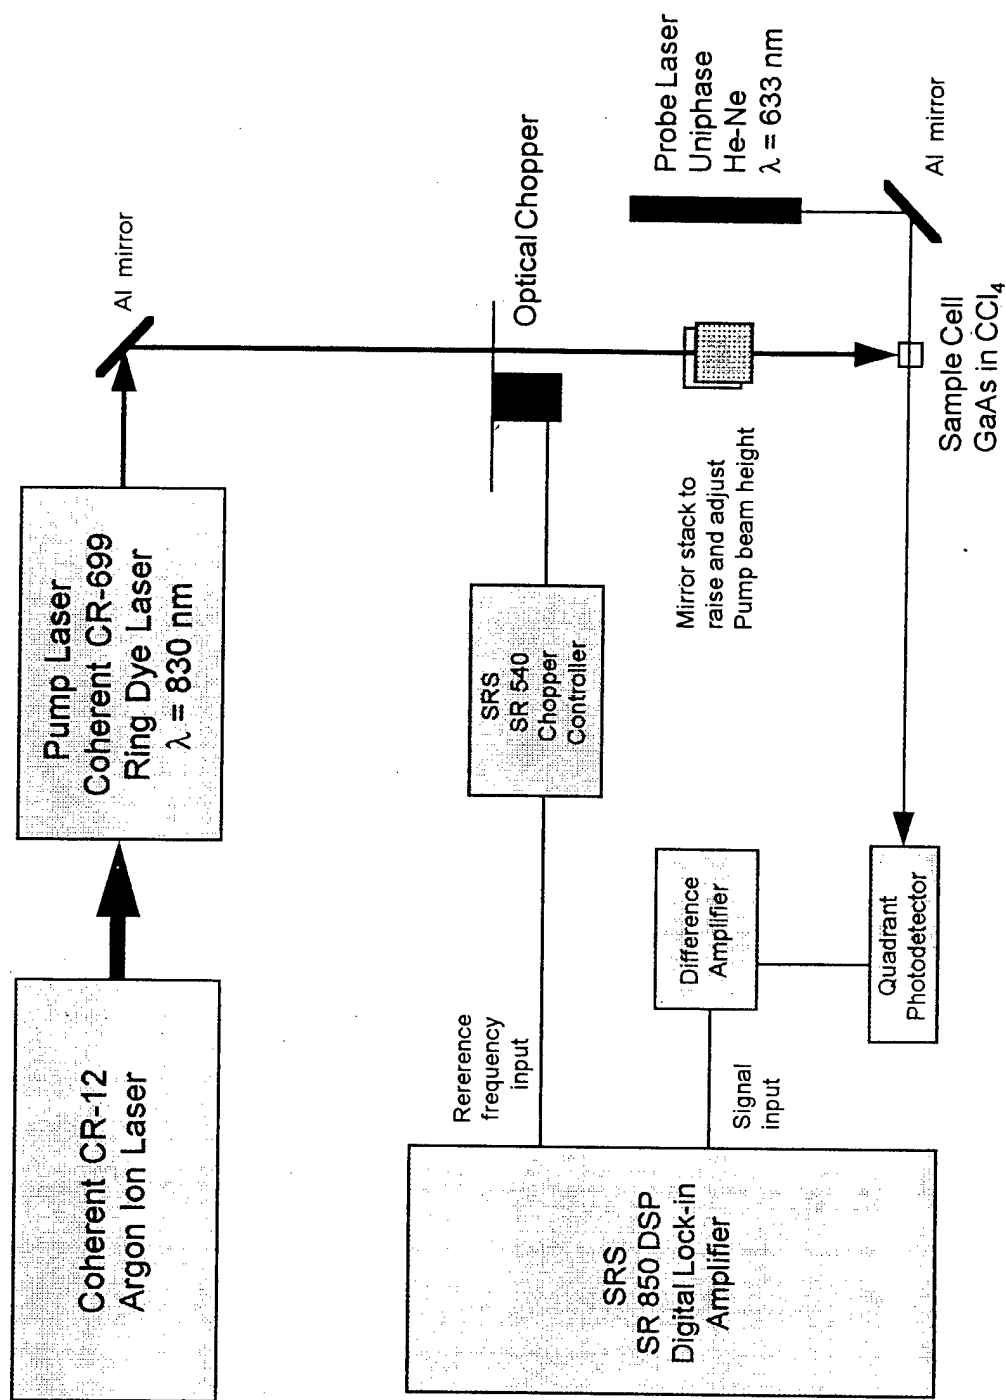 Coherent CR-12
Argon Ion Laser
Pump Laser
Coherent CR-699
Ring Dye Laser
λ = 830 nm
Al mirror
Optical Chopper
SRS
SR 540
Chopper
Controller
Rererence
frequency
input
Mirror stack to
raise and adjust
Pump beam height
Probe Laser
Uniphase
He-Ne
λ = 633 nm
Al mirror
Sample Cell
GaAs in CCl₄
Quadrant
Photodetector
Difference
Amplifier
Signal
input
SRS
SR 850 DSP
Digital Lock-in
Amplifier